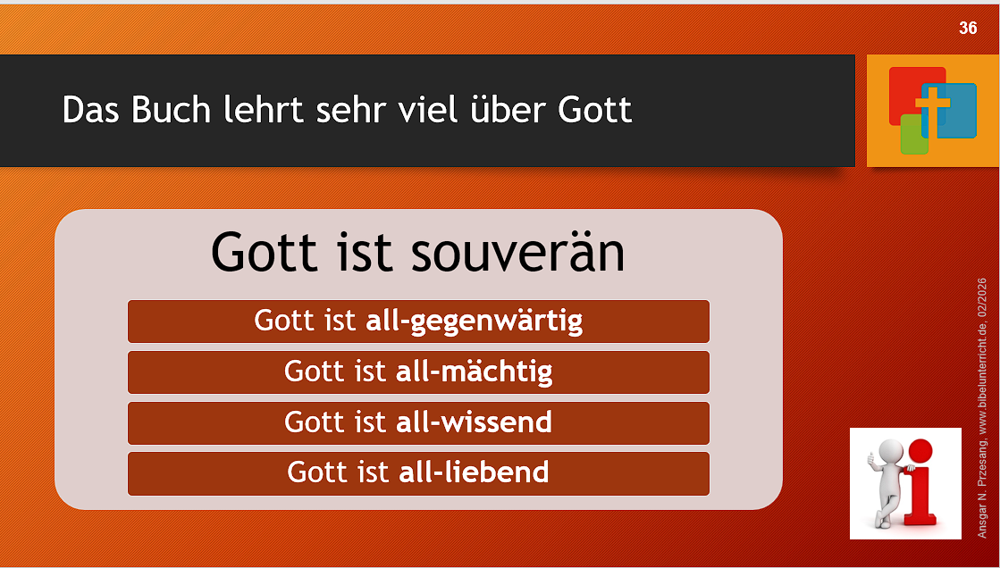 36
Das Buch lehrt sehr viel über Gott
Gott ist souverän
Gott ist all-gegenwärtig
Gott ist all-mächtig
Gott ist all-wissend
Gott ist all-liebend
Ansgar N. Przesang, www.bibelunterricht.de, 02/2026